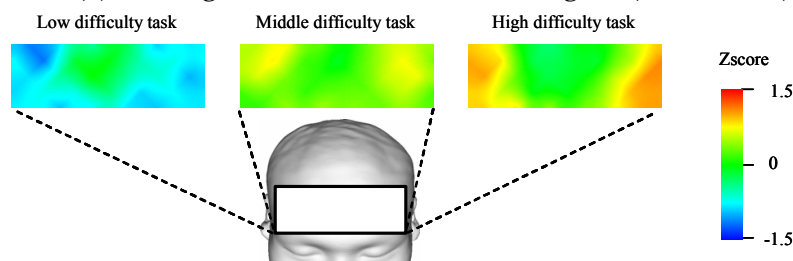 Low difficulty task
Middle difficulty task
High difficulty task
Zscore
1.5
0
-1.5